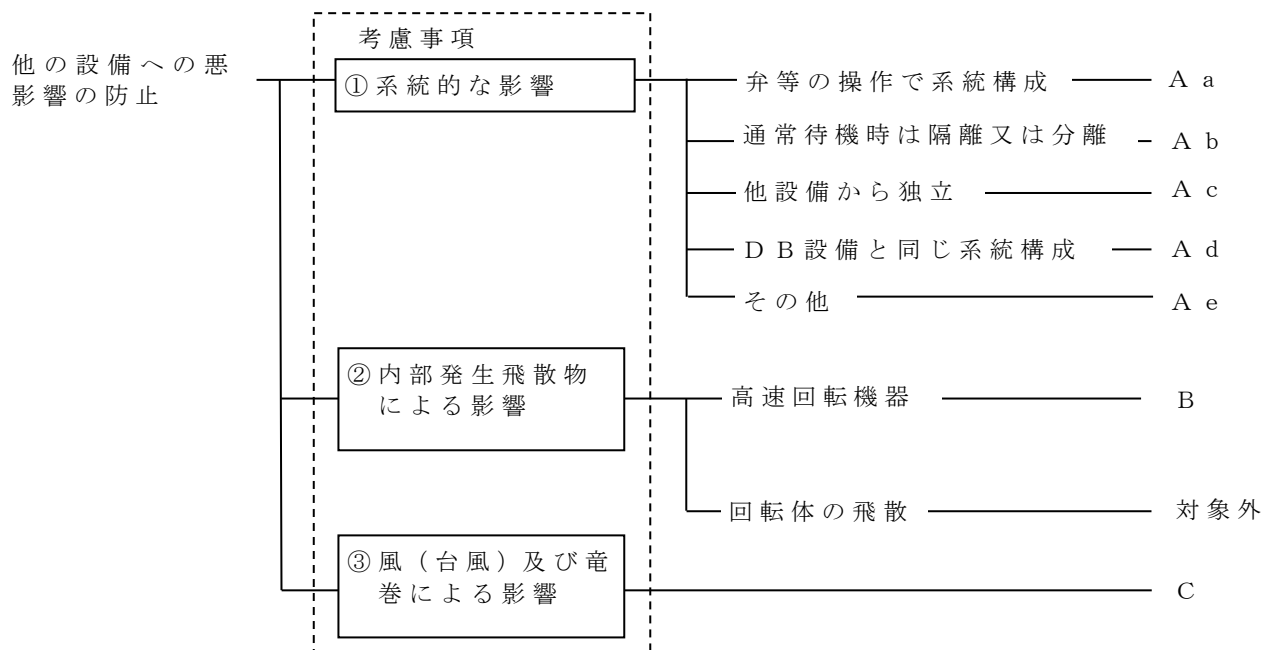 考慮事項
他の設備への悪
影響の防止
①系統的な影響
弁等の操作で系統構成
Ａａ
通常待機時は隔離又は分離
Ａｂ
他設備から独立
Ａｃ
ＤＢ設備と同じ系統構成
Ａｄ
その他
Ａｅ
②内部発生飛散物
による影響
高速回転機器
Ｂ
回転体の飛散
対象外
③風（台風）及び竜
巻による影響
Ｃ